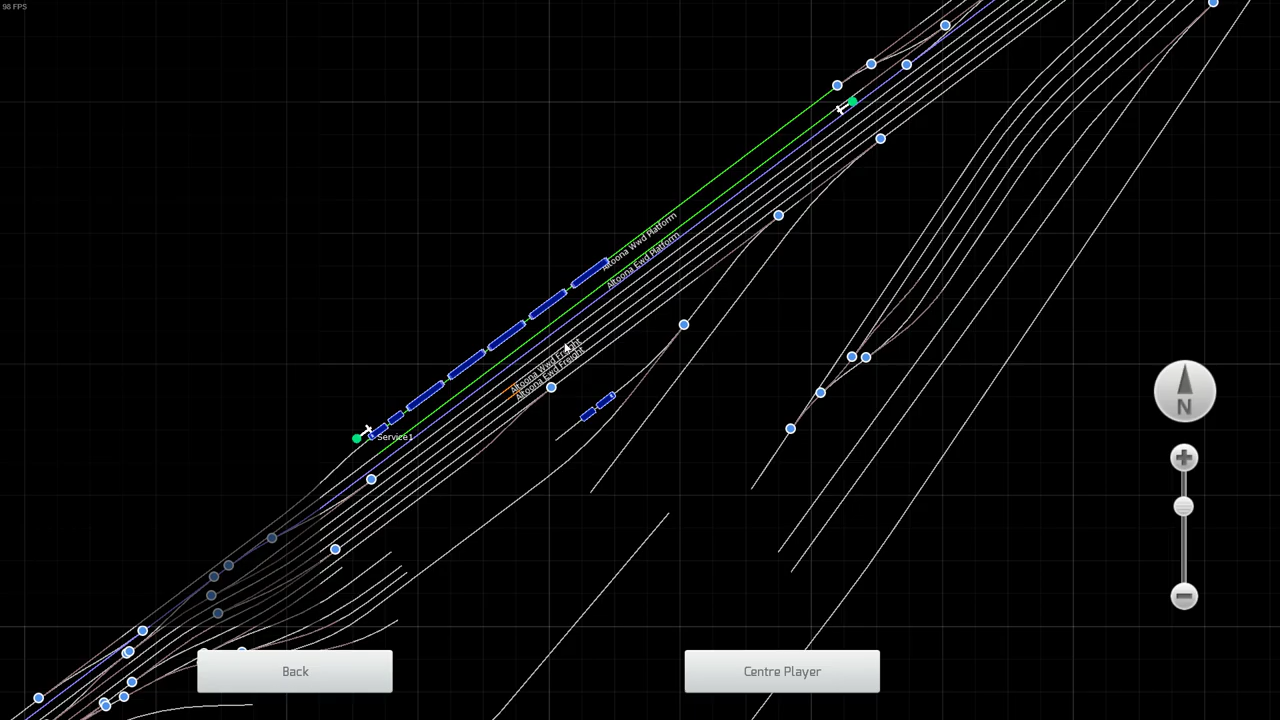 98 FPS
Altoona Wwd Platform
Altoona Ewd Platform
Altoona Wwd Freight
Altoona Ewd Freight
Service1
N
Back
Centre Player